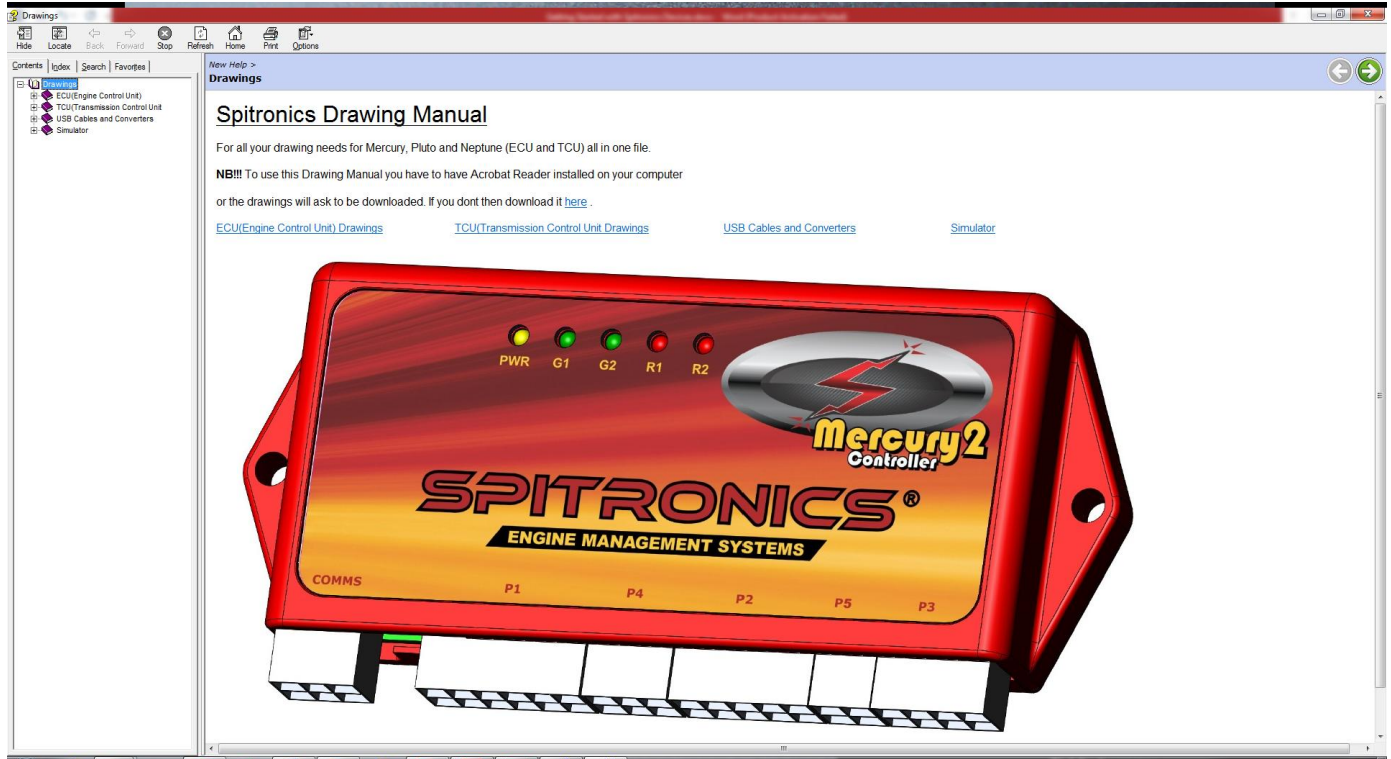 Drawings
Hide Locate Back Forward Stop Refresh Home Print Options
Contents Index Search Favorites
Drawings
ECU(Engine Control Unit)
TCU(Transmission Control Unit
USB Cables and Converters
Simulator
New Help >
Drawings
Spitronics Drawing Manual
For all your drawing needs for Mercury, Pluto and Neptune (ECU and TCU) all in one file.
NB!!! To use this Drawing Manual you have to have Acrobat Reader installed on your computer
or the drawings will ask to be downloaded. If you dont then download it here .
ECU(Engine Control Unit) Drawings TCU(Transmission Control Unit Drawings USB Cables and Converters Simulator
PWR G1 G2 R1 R2
Mercury2
Controller
SPITRONICS®
ENGINE MANAGEMENT SYSTEMS
COMMS P1 P4 P2 P5 P3